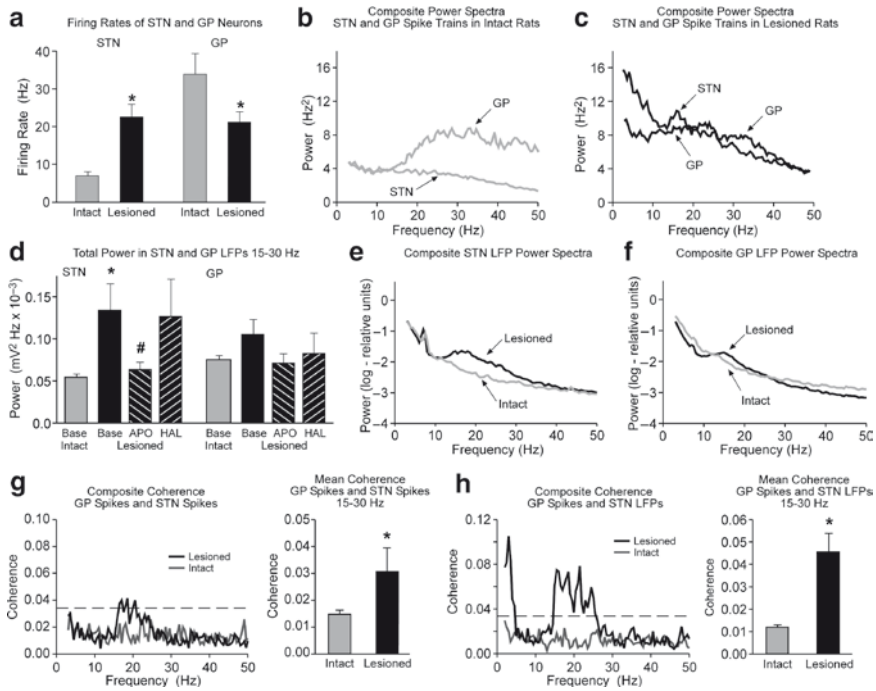 a
Firing Rates of STN and GP Neurons
STN
GP
Firing Rate (Hz)
40
30
20
10
0
*
*
Intact
Lesioned
Intact
Lesioned
b
Composite Power Spectra
STN and GP Spike Trains in Intact Rats
Power (Hz²)
16
12
8
4
0
GP
STN
0 10 20 30 40 50
Frequency (Hz)
c
Composite Power Spectra
STN and GP Spike Trains in Lesioned Rats
Power (Hz²)
16
12
8
4
0
STN
GP
GP
0 10 20 30 40 50
Frequency (Hz)
d
Total Power in STN and GP LFPs 15-30 Hz
STN
GP
Power (mV² Hz x 10⁻³)
0.15
0.10
0.05
0.0
*
#
Base Base APO HAL
Intact Lesioned
Base Base APO HAL
Intact Lesioned
e
Composite STN LFP Power Spectra
Power (log - relative units)
0
−1
−2
−3
−4
Lesioned
Intact
0 10 20 30 40 50
Frequency (Hz)
f
Composite GP LFP Power Spectra
Power (log - relative units)
0
−1
−2
−3
−4
Lesioned
Intact
0 10 20 30 40 50
Frequency (Hz)
g
Composite Coherence
GP Spikes and STN Spikes
Coherence
0.10
0.08
0.06
0.04
0.02
0.00
Lesioned
Intact
0 10 20 30 40 50
Frequency (Hz)
Mean Coherence
GP Spikes and STN Spikes
15-30 Hz
Coherence
0.05
0.04
0.03
0.02
0.01
0.00
*
Intact Lesioned
h
Composite Coherence
GP Spikes and STN LFPs
Coherence
0.12
0.08
0.04
0.00
Lesioned
Intact
0 10 20 30 40 50
Frequency (Hz)
Mean Coherence
GP Spikes and STN LFPs
15-30 Hz
Coherence
0.06
0.05
0.04
0.03
0.02
0.01
0.00
*
Intact Lesioned